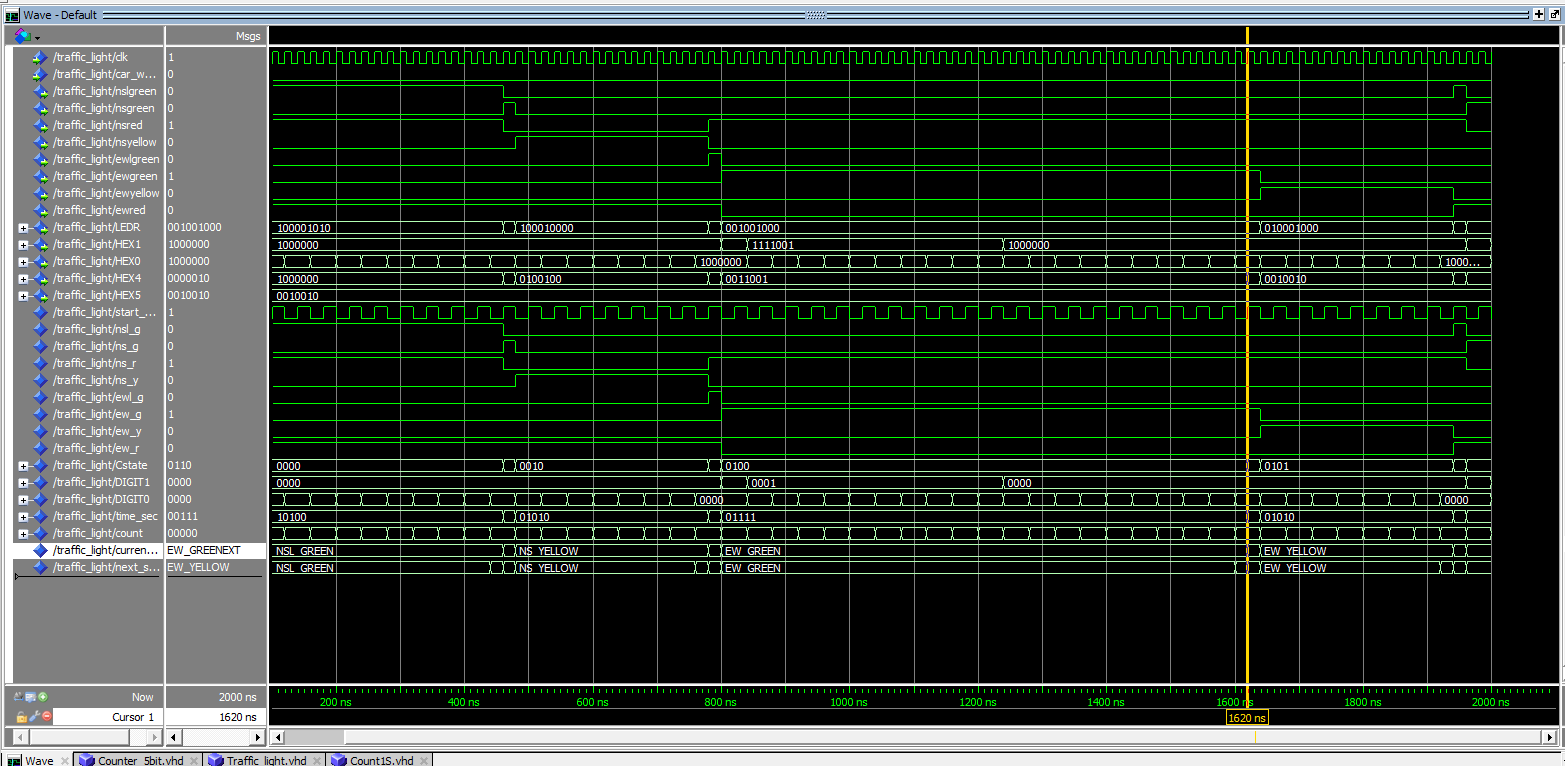 Wave - Default
Msgs
/traffic_light/clk 1
/traffic_light/car_w... 0
/traffic_light/nslgreen 0
/traffic_light/nsgreen 0
/traffic_light/nsred 1
/traffic_light/nsyellow 0
/traffic_light/ewlgreen 0
/traffic_light/ewgreen 1
/traffic_light/ewyellow 0
/traffic_light/ewred 0
/traffic_light/LEDR 001001000 100001010 100010000 001001000 010001000
/traffic_light/HEX1 1000000 1000000 1111001 1000000
/traffic_light/HEX0 1000000 1000000 1000...
/traffic_light/HEX4 0000010 1000000 0100100 0011001 0010010
/traffic_light/HEX5 0010010 0010010
/traffic_light/start_... 1
/traffic_light/nsl_g 0
/traffic_light/ns_g 0
/traffic_light/ns_r 1
/traffic_light/ns_y 0
/traffic_light/ewl_g 0
/traffic_light/ew_g 1
/traffic_light/ew_y 0
/traffic_light/ew_r 0
/traffic_light/Cstate 0110 0000 0010 0100 0101
/traffic_light/DIGIT1 0000 0000 0001 0000
/traffic_light/DIGIT0 0000 0000 0000
/traffic_light/time_sec 00111 10100 01010 01111 01010
/traffic_light/count 00000
/traffic_light/curren... EW_GREENEXT NSL_GREEN NS_YELLOW EW_GREEN EW_YELLOW
/traffic_light/next_s... EW_YELLOW NSL_GREEN NS_YELLOW EW_GREEN EW_YELLOW
Now 2000 ns 200 ns 400 ns 600 ns 800 ns 1000 ns 1200 ns 1400 ns 1600 ns 1800 ns 2000 ns
Cursor 1 1620 ns 1620 ns
Wave Counter_5bit.vhd Traffic_light.vhd Count1S.vhd